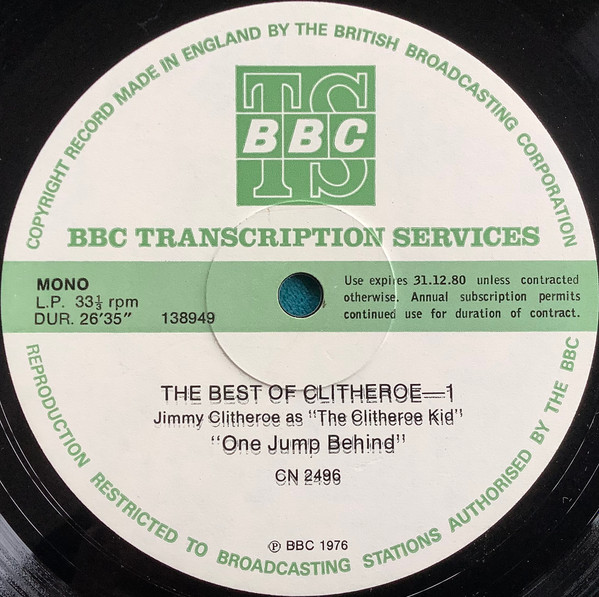 COPYRIGHT RECORD MADE IN ENGLAND BY THE BRITISH BROADCASTING CORPORATION
TS
BBC
BBC TRANSCRIPTION SERVICES
MONO
L.P. 33⅓ rpm
DUR. 26'35" 138949
Use expires 31.12.80 unless contracted
otherwise. Annual subscription permits
continued use for duration of contract.
THE BEST OF CLITHEROE—1
Jimmy Clitheroe as "The Clitheroe Kid"
"One Jump Behind"
CN 2496
℗ BBC 1976
REPRODUCTION RESTRICTED TO BROADCASTING STATIONS AUTHORISED BY THE BBC